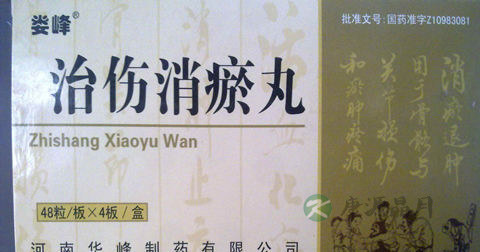 娄峰®
批准文号:国药准字Z10983081
治伤消瘀丸
Zhishang Xiaoyu Wan
消瘀退肿
用于骨骼与
关节损伤
和瘀肿疼痛
48粒/板×4板/盒
河南华峰制药有限公司